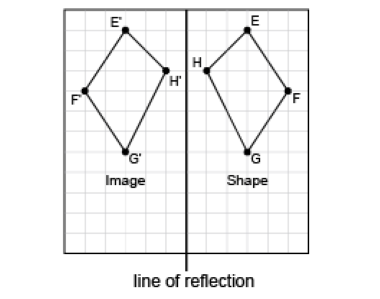 E' E
H' H
F' F
G' G
Image Shape
line of reflection